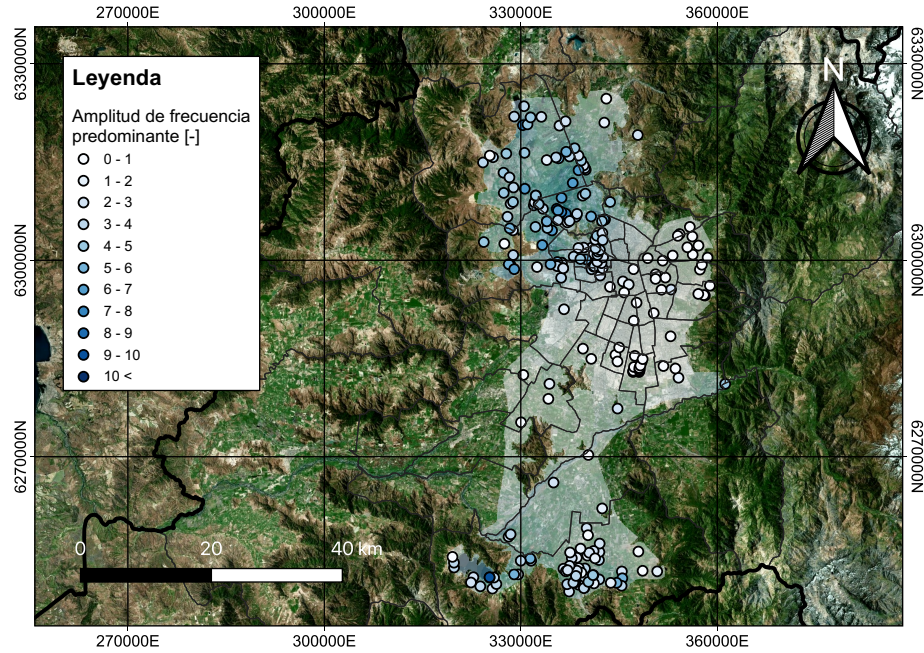 270000E 300000E 330000E 360000E
6330000N 6330000N
N
Leyenda
Amplitud de frecuencia
predominante [-]
0 - 1
1 - 2
2 - 3
3 - 4
4 - 5
5 - 6
6 - 7
7 - 8
8 - 9
9 - 10
10 <
6300000N 6300000N
6270000N 6270000N
0 20 40 km
270000E 300000E 330000E 360000E